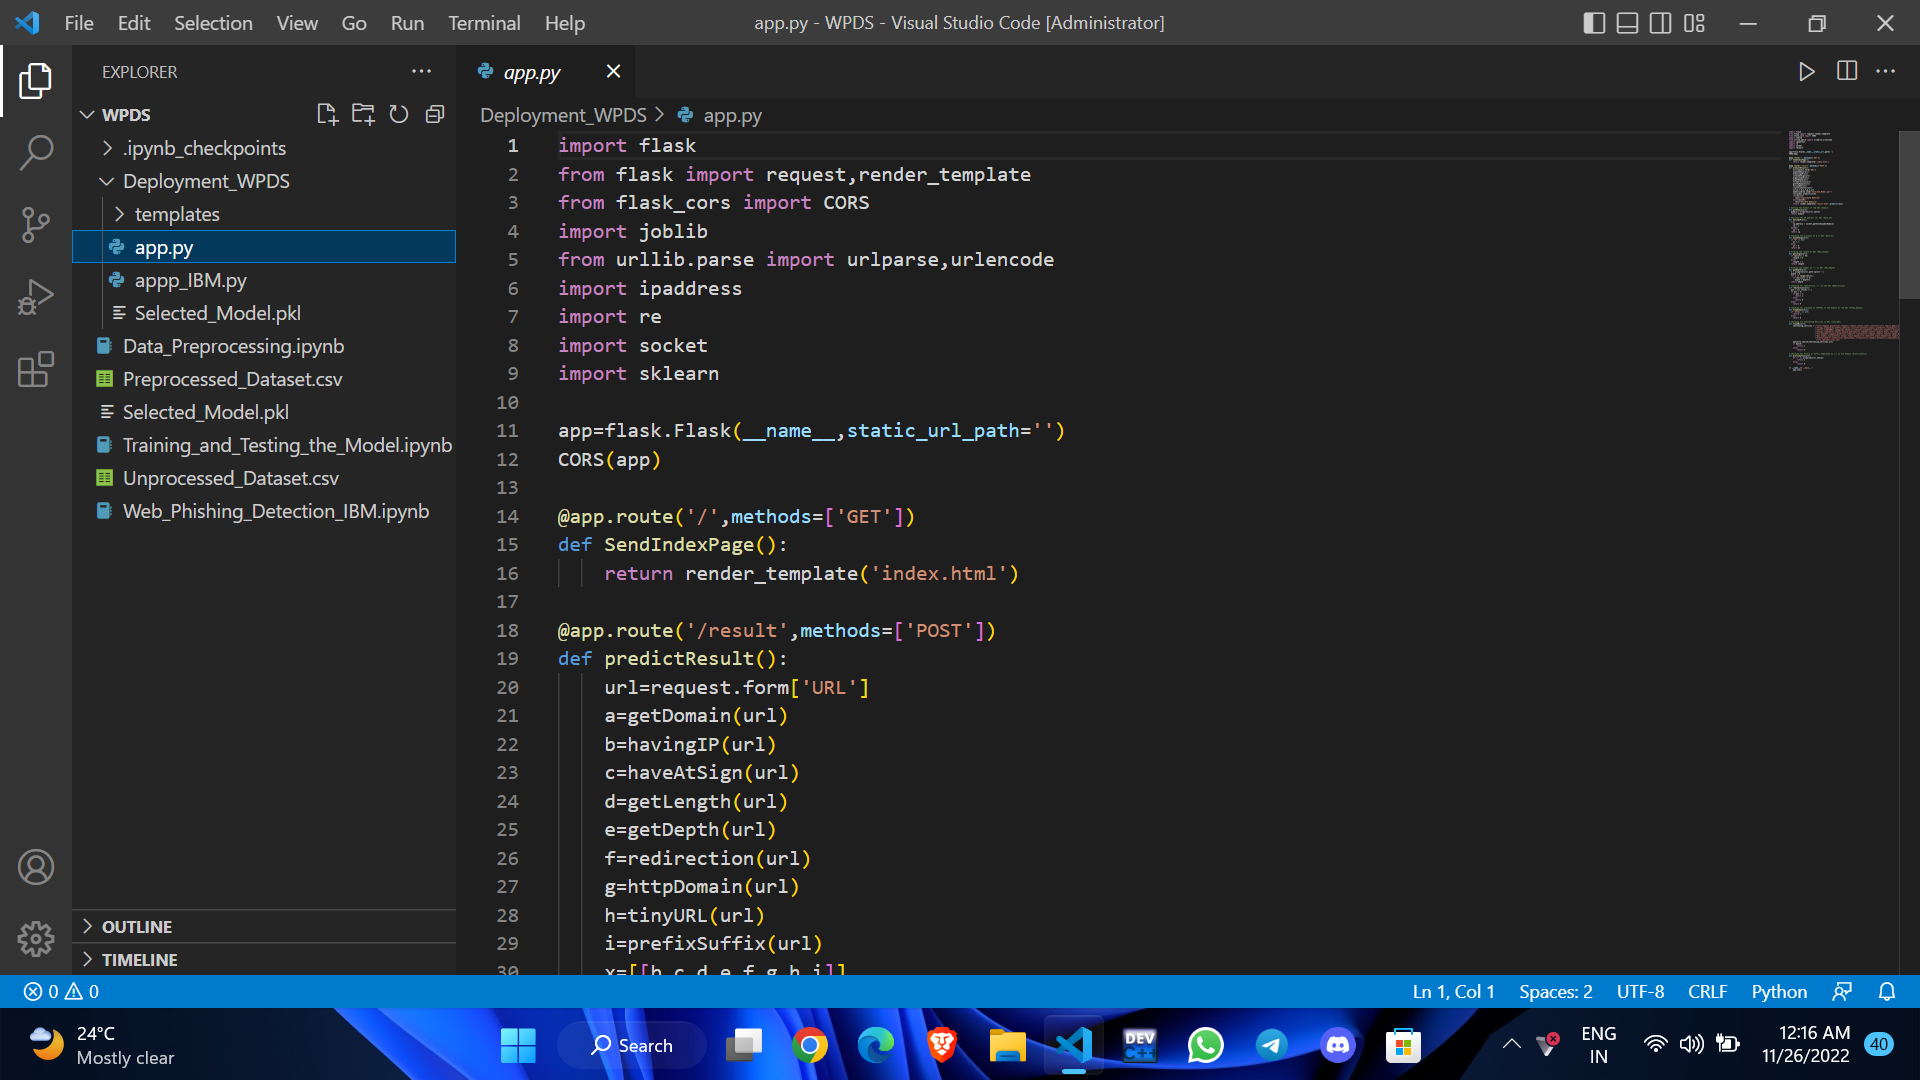 File Edit Selection View Go Run Terminal Help
app.py - WPDS - Visual Studio Code [Administrator]
EXPLORER
WPDS
.ipynb_checkpoints
Deployment_WPDS
templates
app.py
appp_IBM.py
Selected_Model.pkl
Data_Preprocessing.ipynb
Preprocessed_Dataset.csv
Selected_Model.pkl
Training_and_Testing_the_Model.ipynb
Unprocessed_Dataset.csv
Web_Phishing_Detection_IBM.ipynb
OUTLINE
TIMELINE
app.py
Deployment_WPDS > app.py
1 import flask
2 from flask import request,render_template
3 from flask_cors import CORS
4 import joblib
5 from urllib.parse import urlparse,urlencode
6 import ipaddress
7 import re
8 import socket
9 import sklearn
10
11 app=flask.Flask(__name__,static_url_path='')
12 CORS(app)
13
14 @app.route('/',methods=['GET'])
15 def SendIndexPage():
16 return render_template('index.html')
17
18 @app.route('/result',methods=['POST'])
19 def predictResult():
20 url=request.form['URL']
21 a=getDomain(url)
22 b=havingIP(url)
23 c=haveAtSign(url)
24 d=getLength(url)
25 e=getDepth(url)
26 f=redirection(url)
27 g=httpDomain(url)
28 h=tinyURL(url)
29 i=prefixSuffix(url)
30 x=[[b,c,d,e,f,g,h,i]]
0 0
Ln 1, Col 1 Spaces: 2 UTF-8 CRLF Python
24°C
Mostly clear
Search
DEV
C++
ENG
IN
12:16 AM
11/26/2022
40